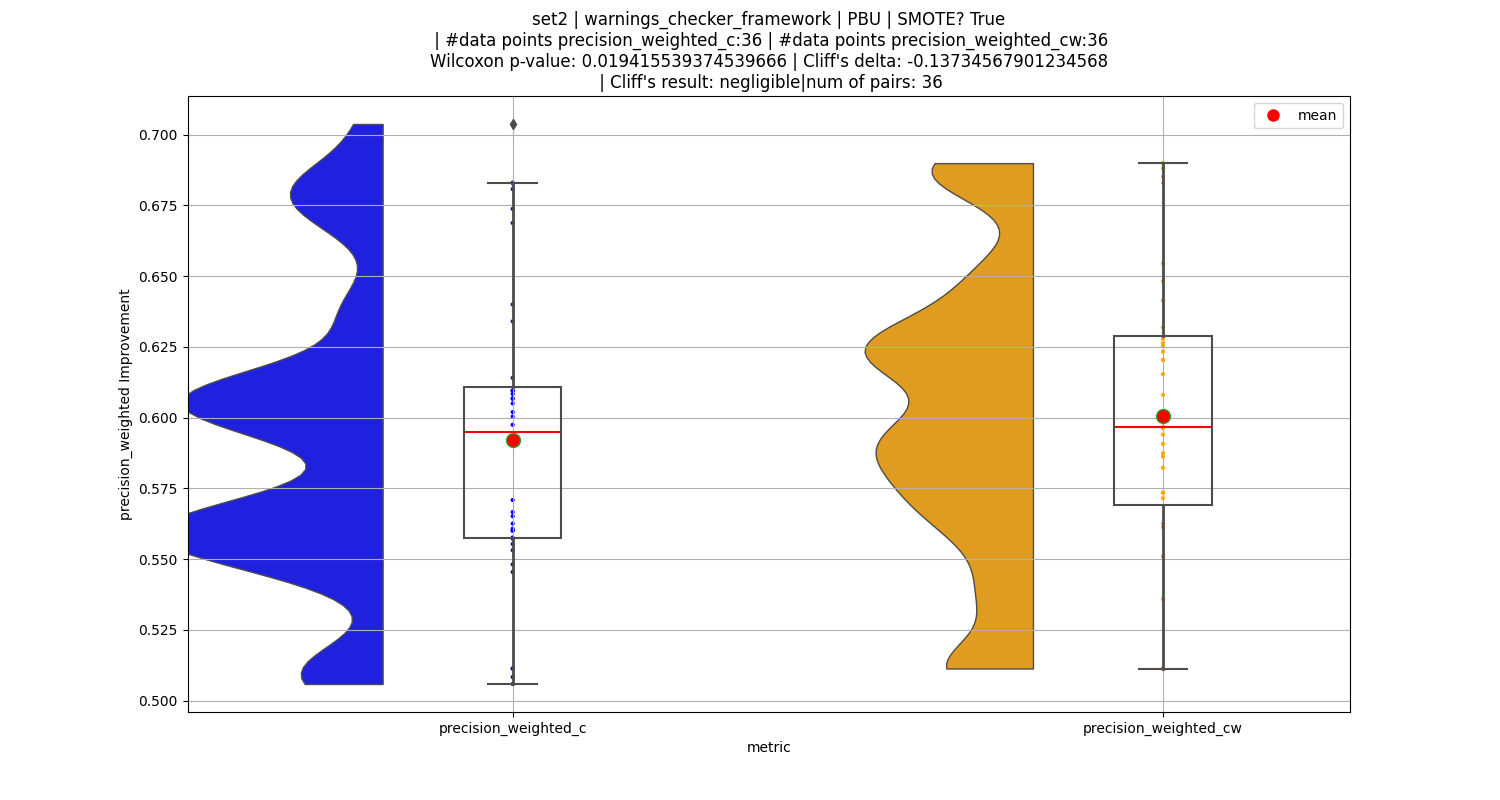 set2 | warnings_checker_framework | PBU | SMOTE? True
| #data points precision_weighted_c:36 | #data points precision_weighted_cw:36
Wilcoxon p-value: 0.019415539374539666 | Cliff's delta: -0.13734567901234568
| Cliff's result: negligible|num of pairs: 36
mean
0.700
0.675
0.650
0.625
0.600
0.575
0.550
0.525
0.500
precision_weighted Improvement
precision_weighted_c
precision_weighted_cw
metric